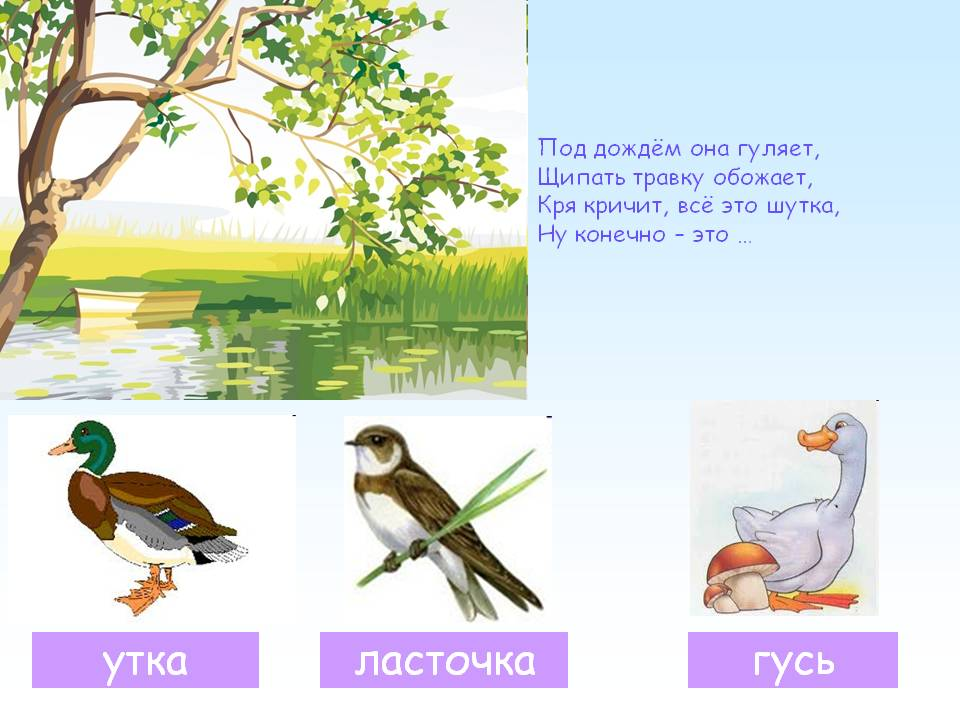 Под дождём она гуляет,
Щипать травку обожает,
Кря кричит, всё это шутка,
Ну конечно – это …
утка
ласточка
гусь